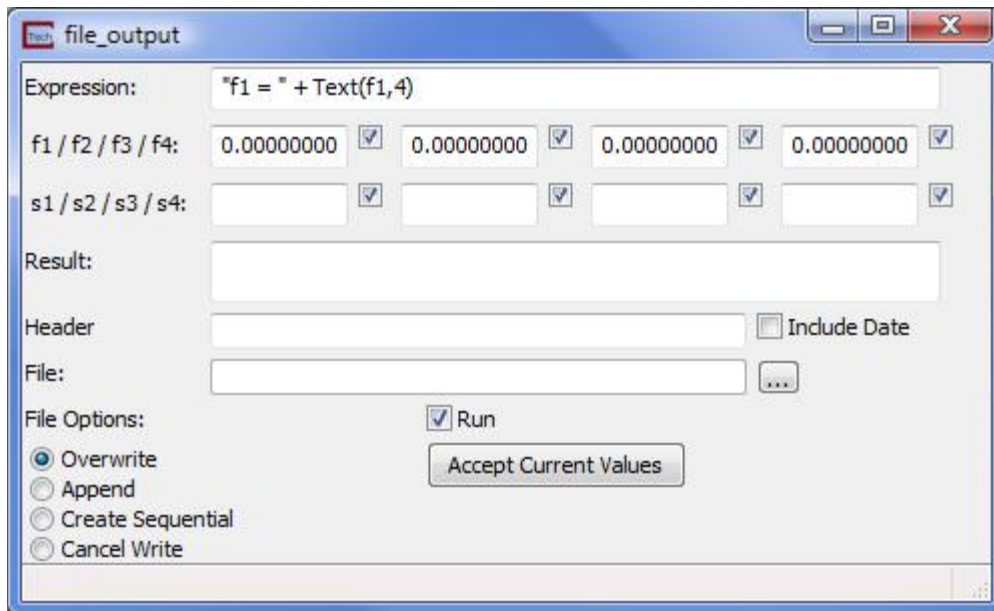 Tech file_output
Expression: "f1 = " + Text(f1,4)
f1 / f2 / f3 / f4: 0.00000000 0.00000000 0.00000000 0.00000000
s1 / s2 / s3 / s4:
Result:
Header Include Date
File: ...
File Options: Run
Overwrite Accept Current Values
Append
Create Sequential
Cancel Write